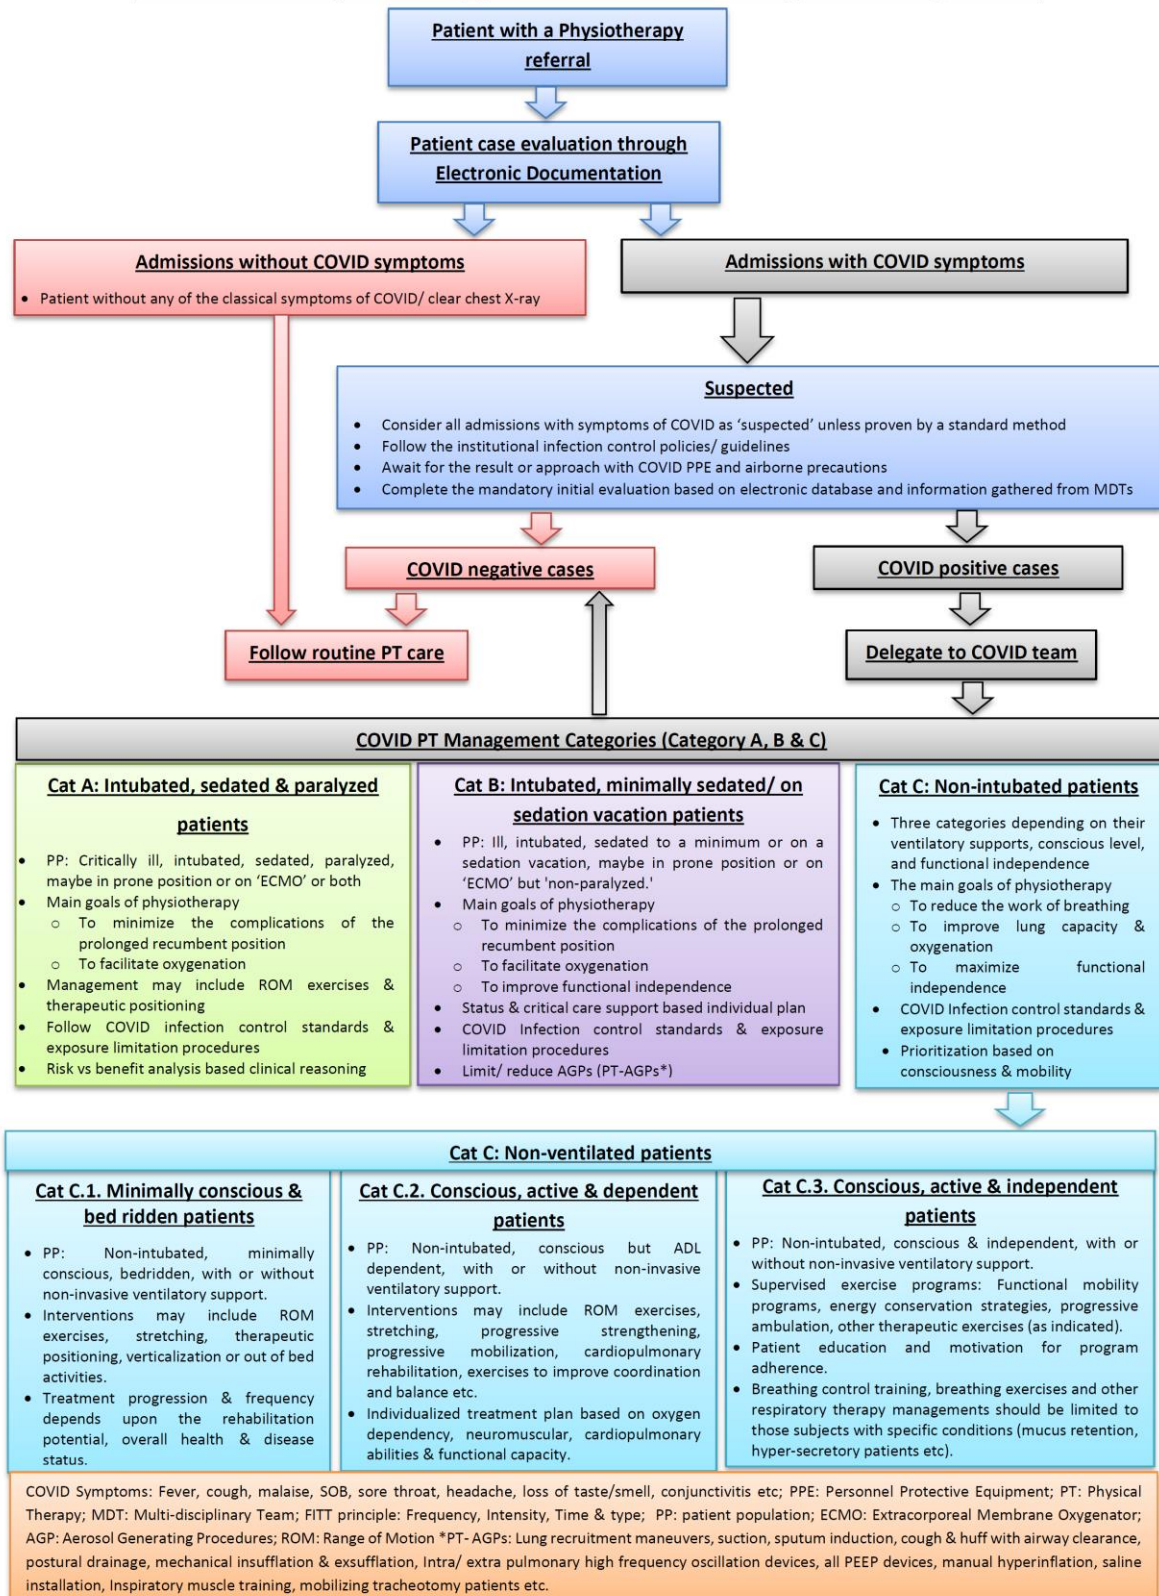 Patient with a Physiotherapy
referral
Patient case evaluation through
Electronic Documentation
Admissions without COVID symptoms
• Patient without any of the classical symptoms of COVID/ clear chest X-ray
Admissions with COVID symptoms
Suspected
• Consider all admissions with symptoms of COVID as ‘suspected’ unless proven by a standard method
• Follow the institutional infection control policies/ guidelines
• Await for the result or approach with COVID PPE and airborne precautions
• Complete the mandatory initial evaluation based on electronic database and information gathered from MDTs
COVID negative cases
COVID positive cases
Follow routine PT care
Delegate to COVID team
COVID PT Management Categories (Category A, B & C)
Cat A: Intubated, sedated & paralyzed
patients
• PP: Critically ill, intubated, sedated, paralyzed,
maybe in prone position or on ‘ECMO’ or both
• Main goals of physiotherapy
o To minimize the complications of the
prolonged recumbent position
o To facilitate oxygenation
• Management may include ROM exercises &
therapeutic positioning
• Follow COVID infection control standards &
exposure limitation procedures
• Risk vs benefit analysis based clinical reasoning
Cat B: Intubated, minimally sedated/ on
sedation vacation patients
• PP: Ill, intubated, sedated to a minimum or on a
sedation vacation, maybe in prone position or on
‘ECMO’ but 'non-paralyzed.'
• Main goals of physiotherapy
o To minimize the complications of the prolonged
recumbent position
o To facilitate oxygenation
o To improve functional independence
• Status & critical care support based individual plan
• COVID Infection control standards & exposure
limitation procedures
• Limit/ reduce AGPs (PT-AGPs*)
Cat C: Non-intubated patients
• Three categories depending on their
ventilatory supports, conscious level,
and functional independence
• The main goals of physiotherapy
o To reduce the work of breathing
o To improve lung capacity &
oxygenation
o To maximize functional
independence
• COVID Infection control standards &
exposure limitation procedures
• Prioritization based on
consciousness & mobility
Cat C: Non-ventilated patients
Cat C.1. Minimally conscious &
bed ridden patients
• PP: Non-intubated, minimally
conscious, bedridden, with or without
non-invasive ventilatory support.
• Interventions may include ROM
exercises, stretching, therapeutic
positioning, verticalization or out of bed
activities.
• Treatment progression & frequency
depends upon the rehabilitation
potential, overall health & disease
status.
Cat C.2. Conscious, active & dependent
patients
• PP: Non-intubated, conscious but ADL
dependent, with or without non-invasive
ventilatory support.
• Interventions may include ROM exercises,
stretching, progressive strengthening,
progressive mobilization, cardiopulmonary
rehabilitation, exercises to improve coordination
and balance etc.
• Individualized treatment plan based on oxygen
dependency, neuromuscular, cardiopulmonary
abilities & functional capacity.
Cat C.3. Conscious, active & independent
patients
• PP: Non-intubated, conscious & independent, with or
without non-invasive ventilatory support.
• Supervised exercise programs: Functional mobility
programs, energy conservation strategies, progressive
ambulation, other therapeutic exercises (as indicated).
• Patient education and motivation for program
adherence.
• Breathing control training, breathing exercises and other
respiratory therapy managements should be limited to
those subjects with specific conditions (mucus retention,
hyper-secretory patients etc).
COVID Symptoms: Fever, cough, malaise, SOB, sore throat, headache, loss of taste/smell, conjunctivitis etc; PPE: Personnel Protective Equipment; PT: Physical
Therapy; MDT: Multi-disciplinary Team; FITT principle: Frequency, Intensity, Time & type; PP: patient population; ECMO: Extracorporeal Membrane Oxygenator;
AGP: Aerosol Generating Procedures; ROM: Range of Motion *PT- AGPs: Lung recruitment maneuvers, suction, sputum induction, cough & huff with airway clearance,
postural drainage, mechanical insufflation & exsufflation, Intra/ extra pulmonary high frequency oscillation devices, all PEEP devices, manual hyperinflation, saline
installation, Inspiratory muscle training, mobilizing tracheotomy patients etc.